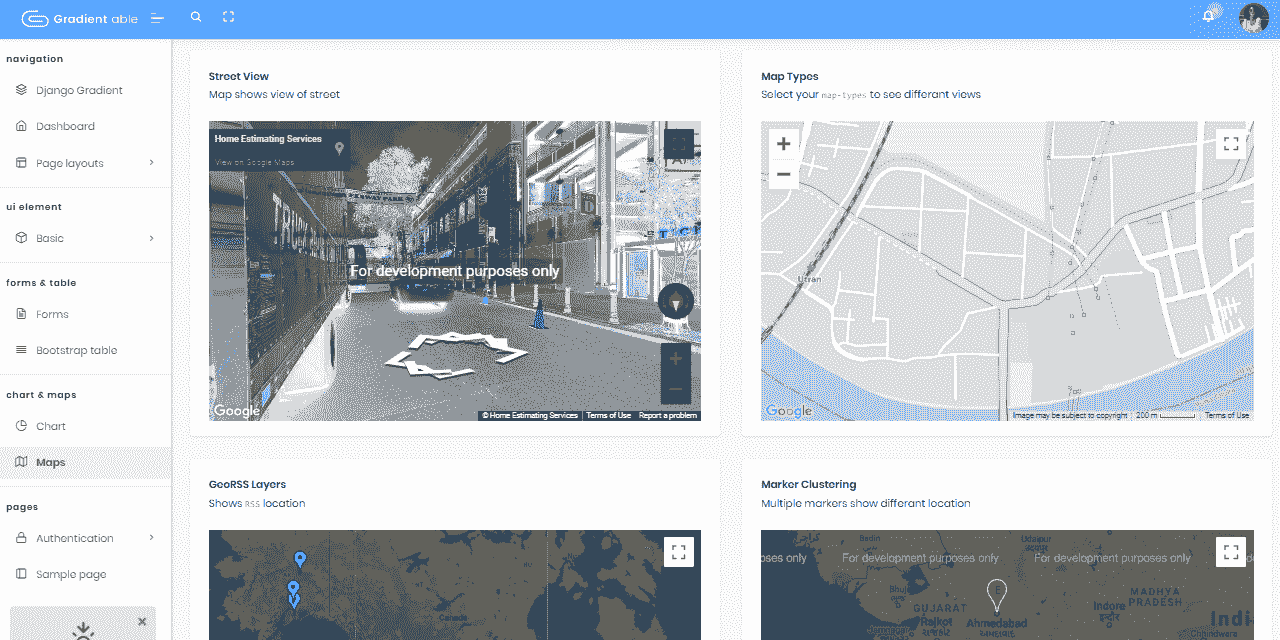 Gradient able
navigation
Django Gradient
Dashboard
Page layouts
ui element
Basic
forms & table
Forms
Bootstrap table
chart & maps
Chart
Maps
pages
Authentication
Sample page
Street View
Map shows view of street
Home Estimating Services
View on Google Maps
For development purposes only
Google
© Home Estimating Services
Terms of Use
Report a problem
Map Types
Select your map-types to see differant views
Utran
Google
Image may be subject to copyright
200 m
Terms of Use
GeoRSS Layers
Shows RSS location
Canada
Marker Clustering
Multiple markers show differant location
poses only
For development purposes only
For development purposes only
Bhuj
GUJARAT
Rajkot
Ahmedabad
Indore
MADHYA
PRADESH
Chhindwara